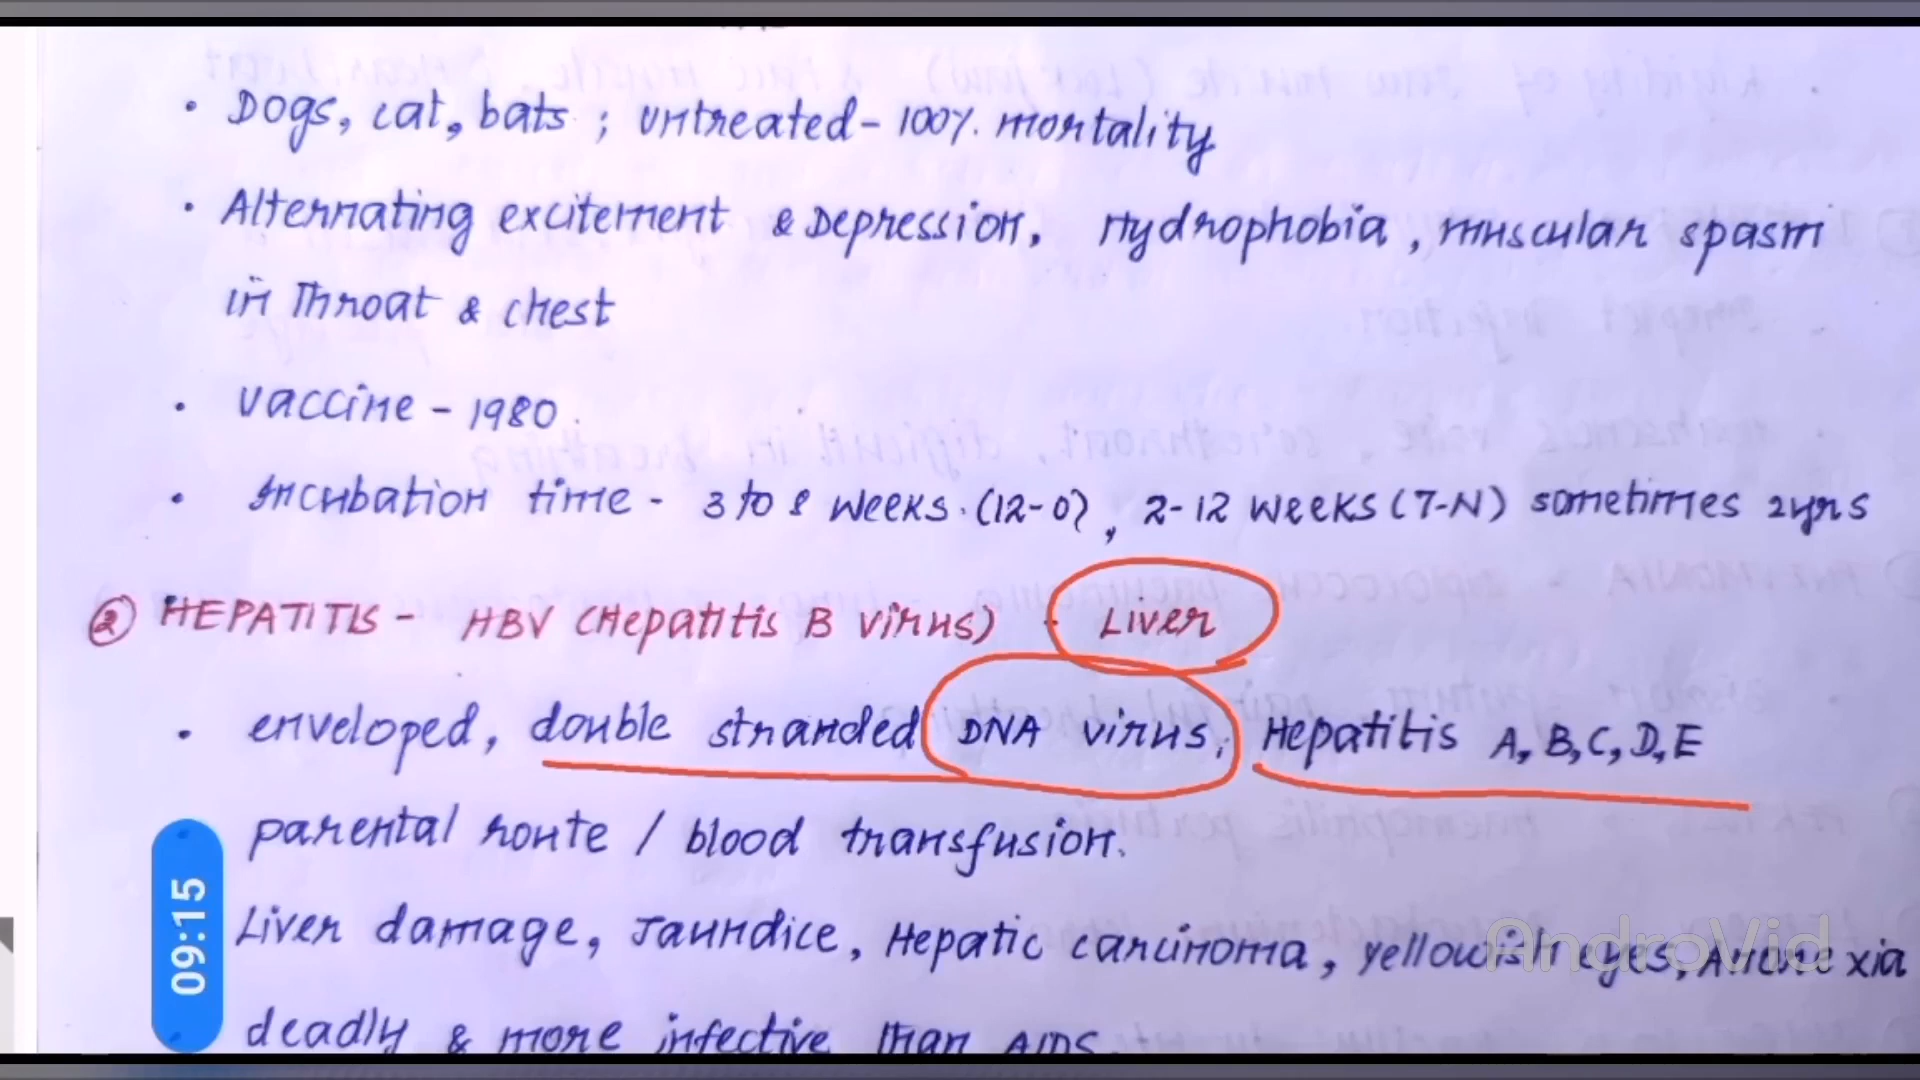 • Dogs, cat, bats ; untreated - 100% mortality
• Alternating excitement & Depression, Hydrophobia, muscular spasm
in Throat & chest
• vaccine - 1980.
• Incubation time - 3 to 8 weeks. (12-0), 2-12 weeks (7-N) sometimes 2yrs
② HEPATITIS - HBV (Hepatitis B virus) - Liver
• enveloped, double stranded DNA virus, Hepatitis A, B, C, D, E
parental route / blood transfusion.
Liver damage, Jaundice, Hepatic carcinoma, yellowish eyes, Anorexia
deadly & more infective than AIDS.
09:15
AndroVid